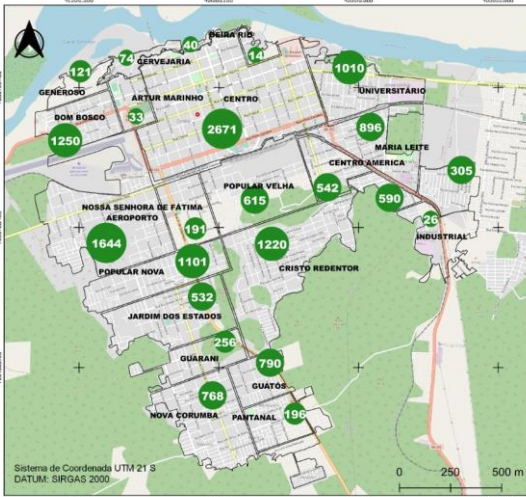 BEIRA RIO
40
14
74
CERVEJARIA
1010
121
GENEROSO
UNIVERSITÁRIO
ARTUR MARINHO
CENTRO
DOM BOSCO
33
1250
2671
896
MARIA LEITE
CENTRO AMERICA
305
POPULAR VELHA
542
615
590
NOSSA SENHORA DE FÁTIMA
AEROPORTO
191
26
INDUSTRIAL
1644
1220
1101
CRISTO REDENTOR
POPULAR NOVA
532
JARDIM DOS ESTADOS
256
GUARANI
790
GUATÓS
768
NOVA CORUMBA
PANTANAL
196
Sistema de Coordenada UTM 21 S
DATUM: SIRGAS 2000
0 250 500 m